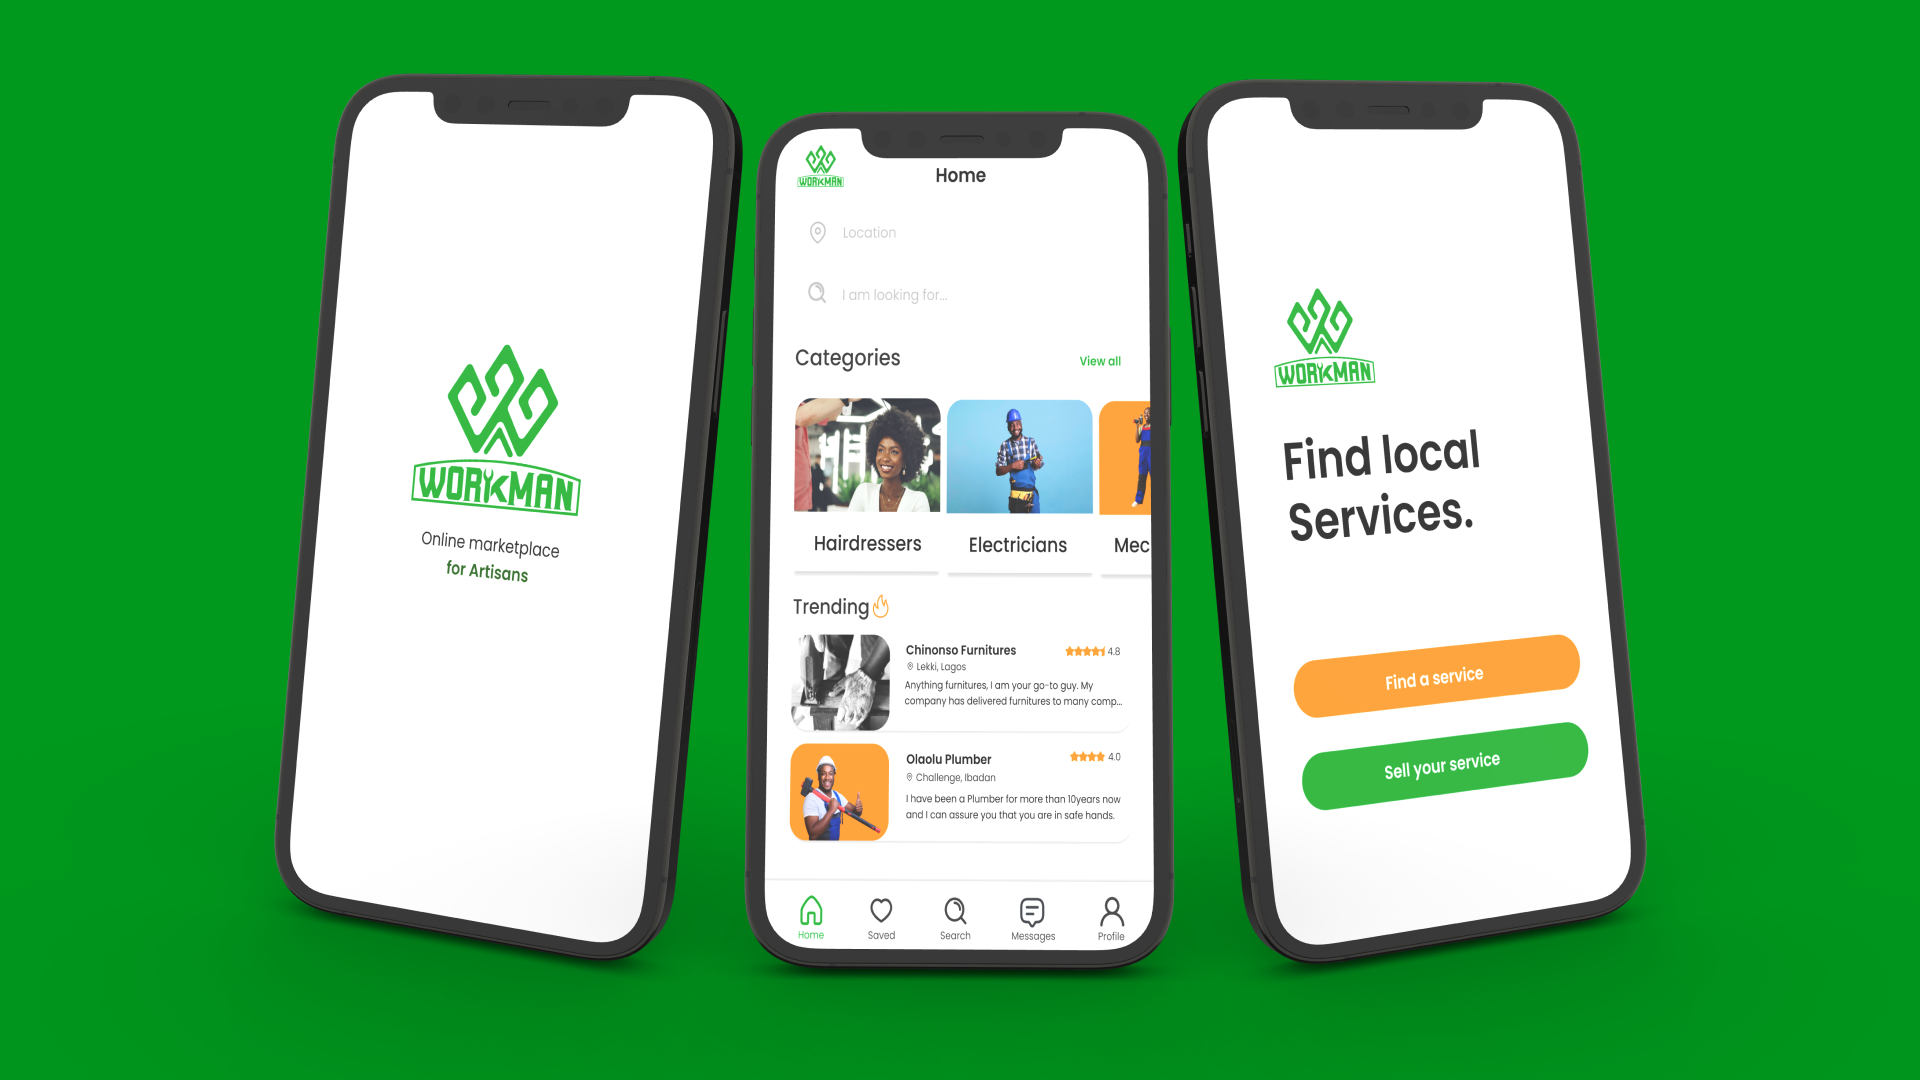 WORKMAN
Online marketplace
for Artisans
WORKMAN
Home
Location
I am looking for...
Categories
View all
Hairdressers
Electricians
Mec
Trending
Chinonso Furnitures
4.8
Lekki, Lagos
Anything furnitures, I am your go-to guy. My
company has delivered furnitures to many comp...
Olaolu Plumber
4.0
Challenge, Ibadan
I have been a Plumber for more than 10years now
and I can assure you that you are in safe hands.
Home
Saved
Search
Messages
Profile
WORKMAN
Find local
Services.
Find a service
Sell your service